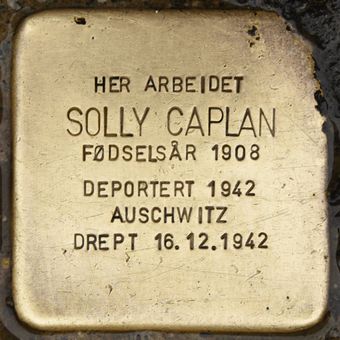 HER ARBEIDET
SOLLY CAPLAN
FØDSELSÅR 1908
DEPORTERT 1942
AUSCHWITZ
DREPT 16.12.1942